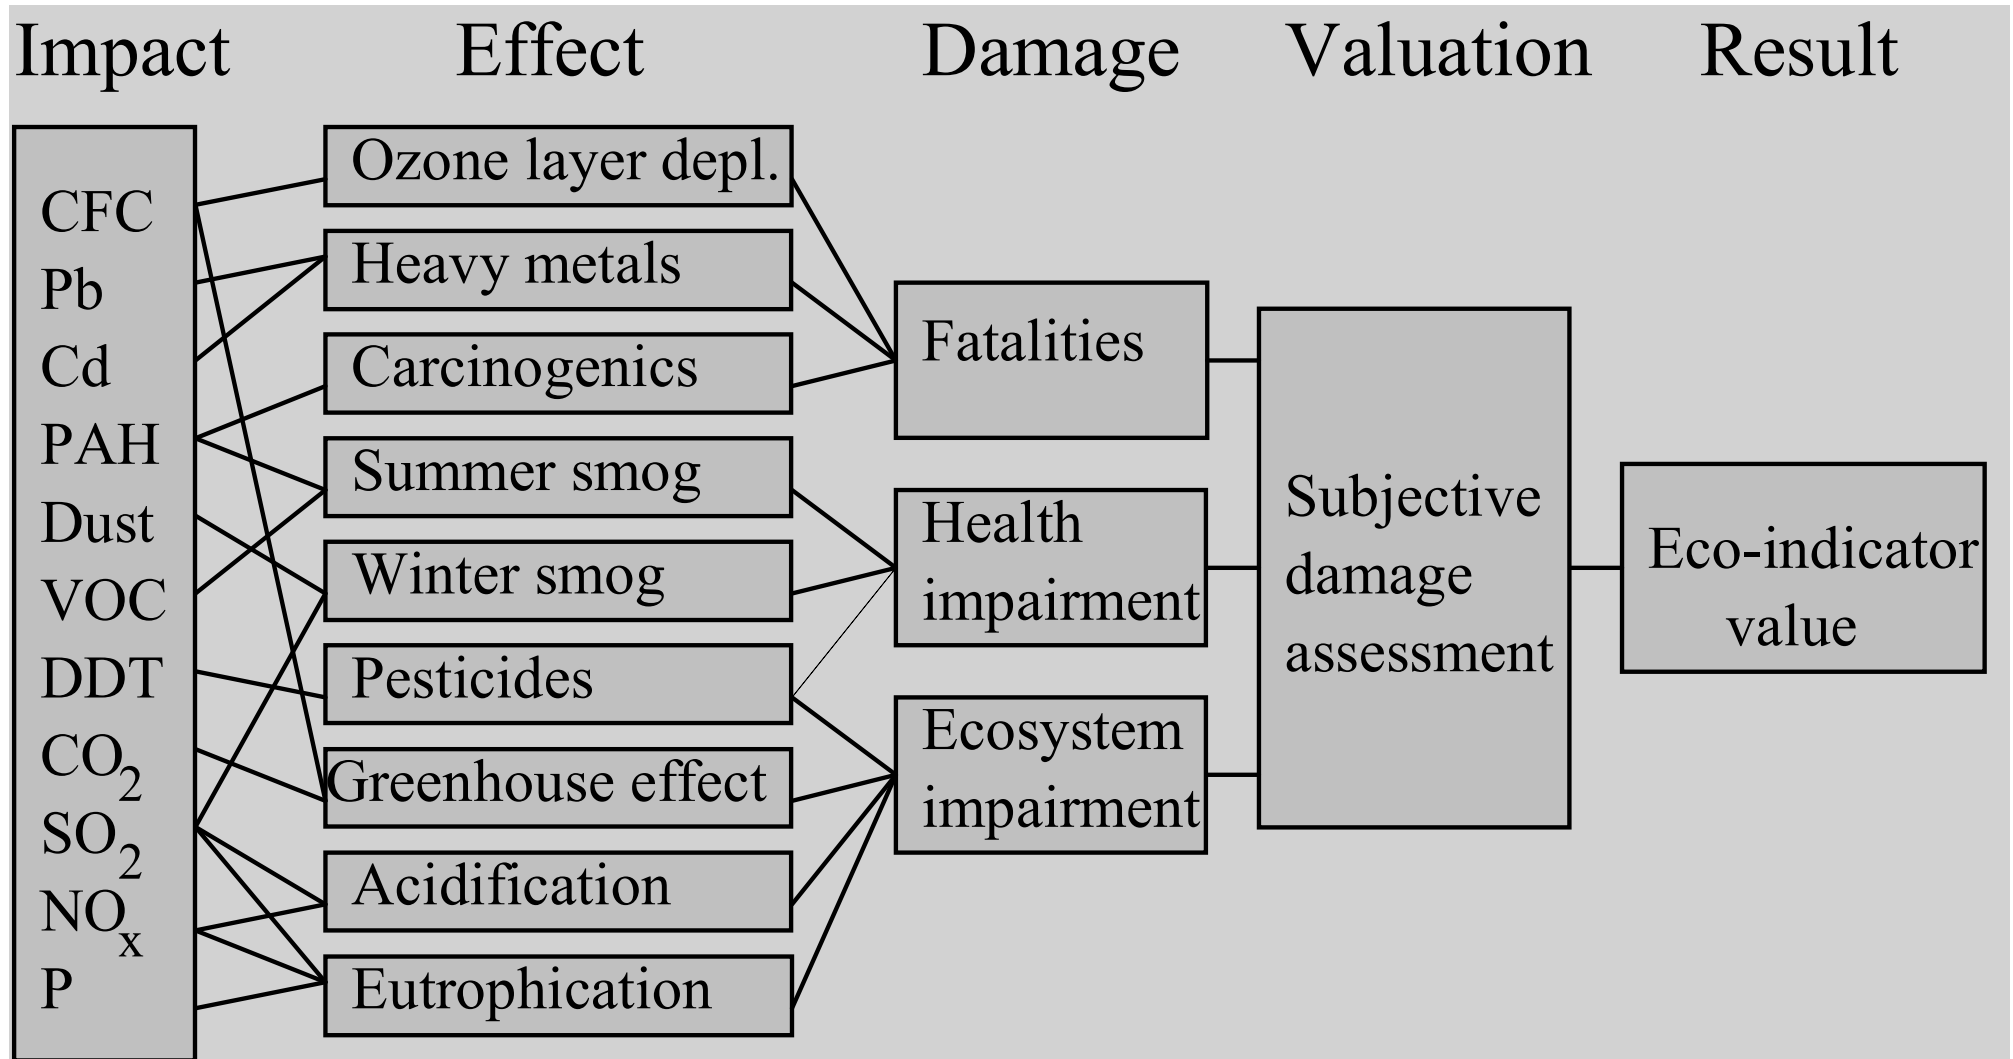 Impact Effect Damage Valuation Result
CFC
Pb
Cd
PAH
Dust
VOC
DDT
CO2
SO2
NOx
P
Ozone layer depl.
Heavy metals
Carcinogenics
Summer smog
Winter smog
Pesticides
Greenhouse effect
Acidification
Eutrophication
Fatalities
Health
impairment
Ecosystem
impairment
Subjective
damage
assessment
Eco-indicator
value